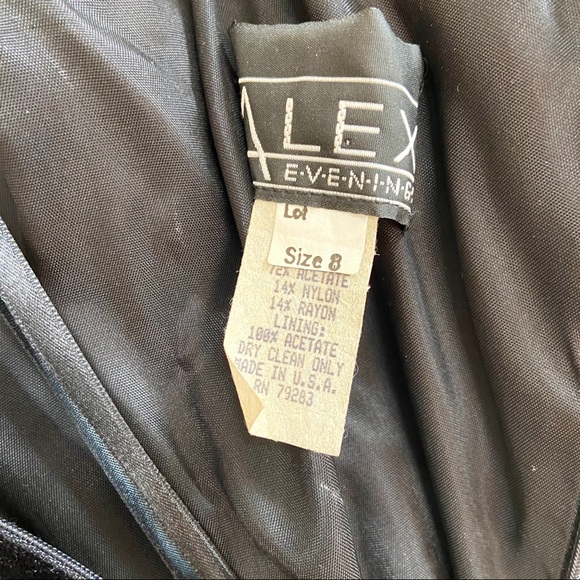 ALEX
E·V·E·N·I·N·G
Lot
Size 8
72% ACETATE
14% NYLON
14% RAYON
LINING:
100% ACETATE
DRY CLEAN ONLY
MADE IN U.S.A.
RN 79283